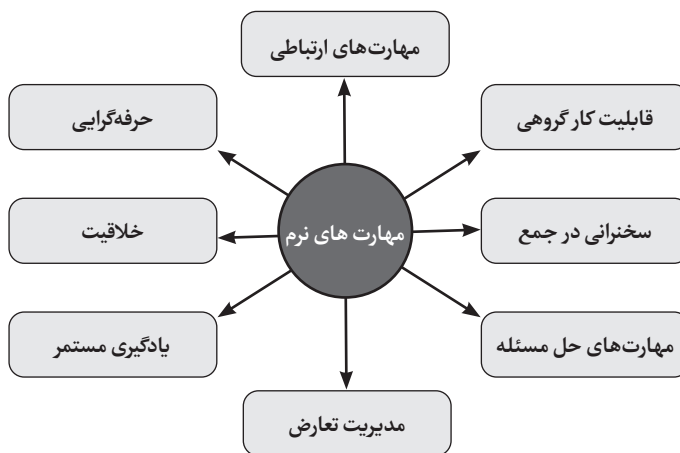 مهارت‌های ارتباطی
حرفه‌گرایی
قابلیت کار گروهی
مهارت های نرم
خلاقیت
سخنرانی در جمع
یادگیری مستمر
مهارت‌های حل مسئله
مدیریت تعارض